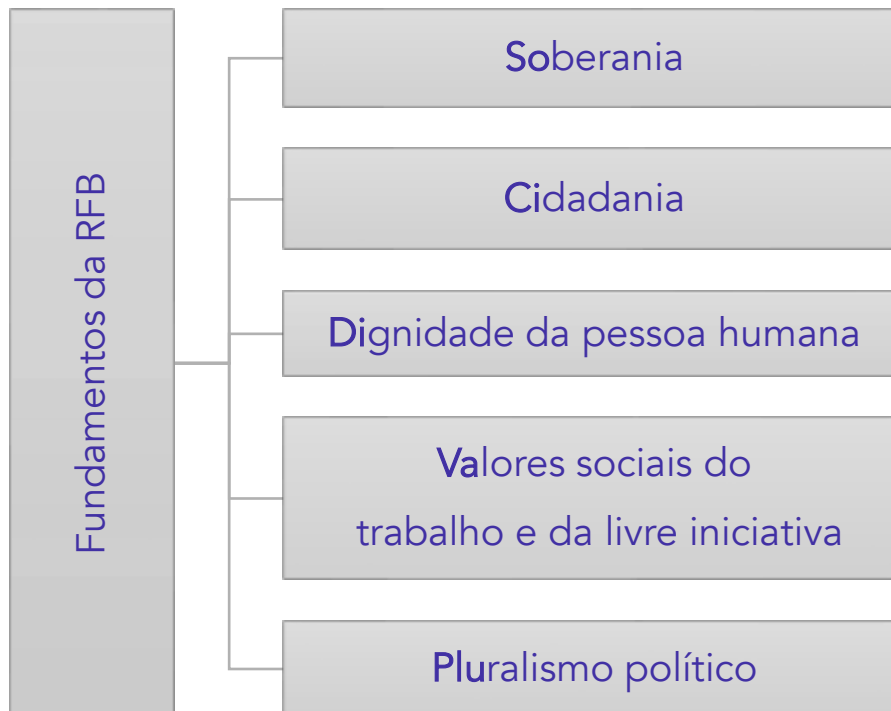 Fundamentos da RFB
Soberania
Cidadania
Dignidade da pessoa humana
Valores sociais do
trabalho e da livre iniciativa
Pluralismo político